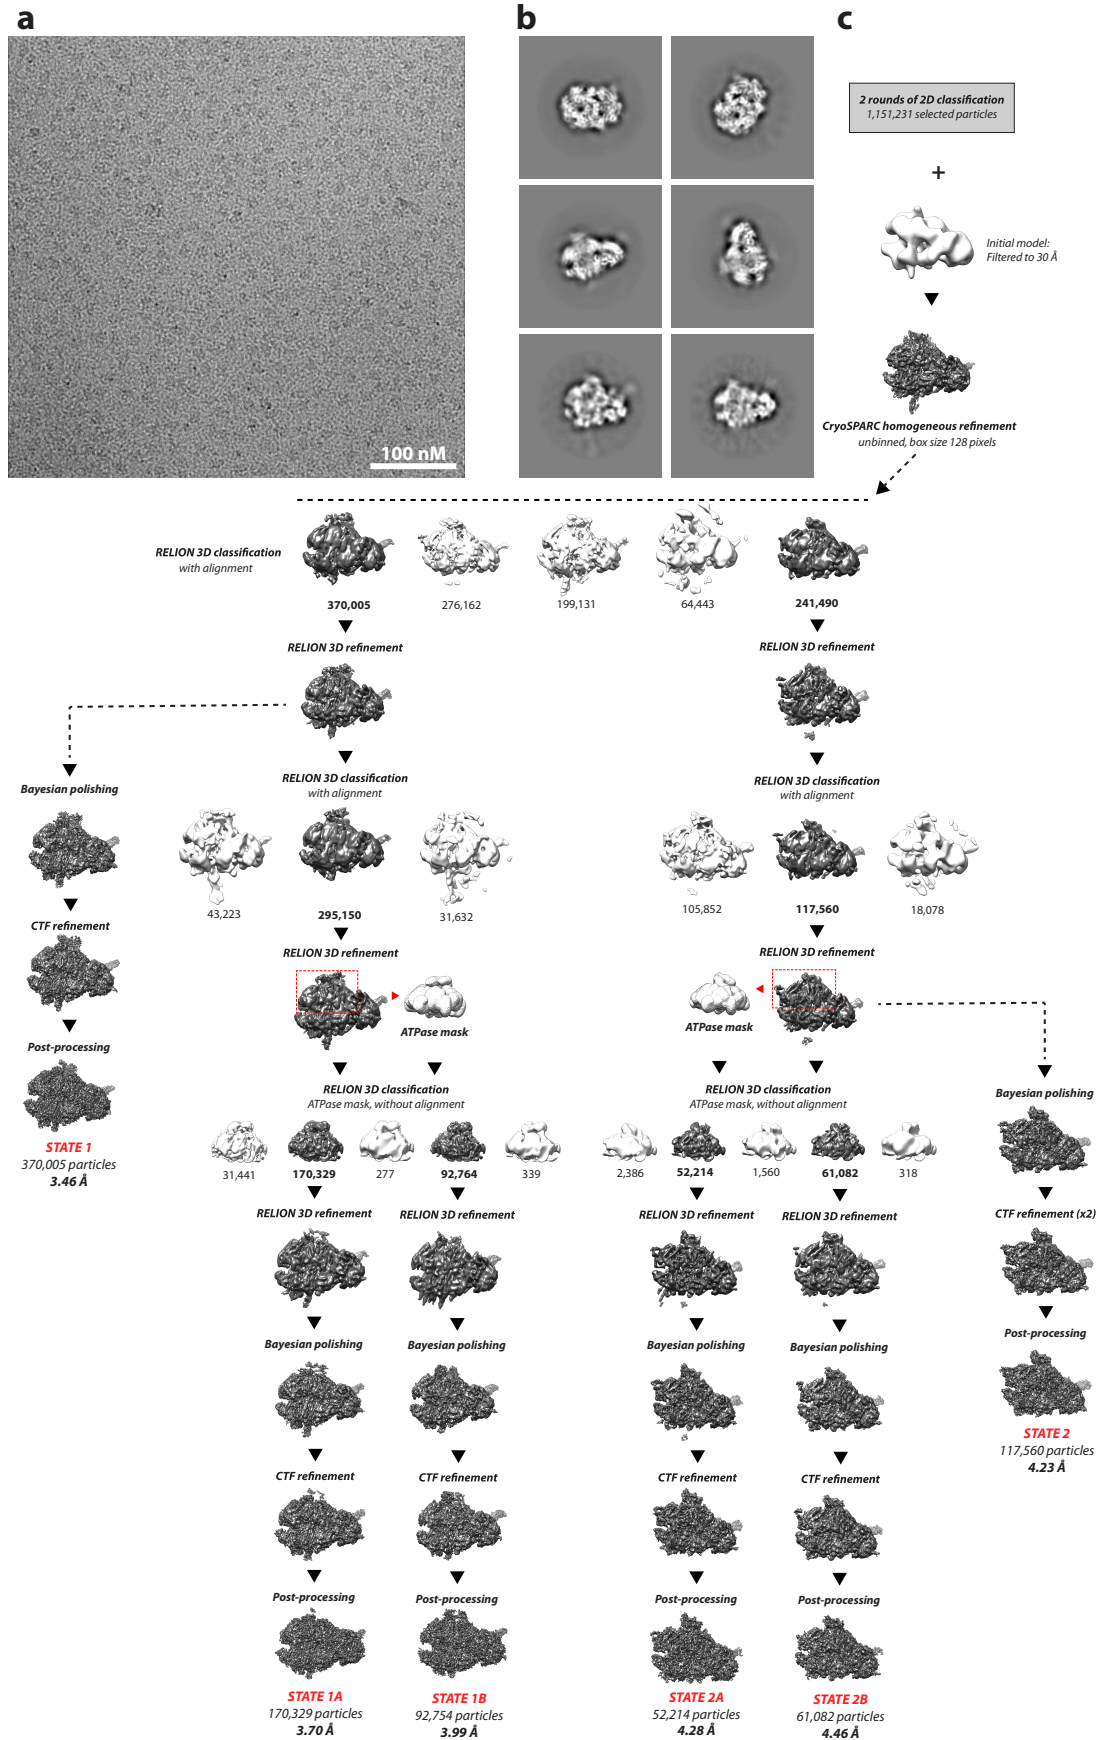 a
b
c
100 nM
2 rounds of 2D classification
1,151,231 selected particles
+
Initial model:
Filtered to 30 Å
CryoSPARC homogeneous refinement
unbinned, box size 128 pixels
RELION 3D classification
with alignment
370,005
276,162
199,131
64,443
241,490
RELION 3D refinement
RELION 3D refinement
RELION 3D classification
with alignment
RELION 3D classification
with alignment
Bayesian polishing
43,223
295,150
31,632
105,852
117,560
18,078
CTF refinement
RELION 3D refinement
RELION 3D refinement
ATPase mask
ATPase mask
Post-processing
STATE 1
370,005 particles
3.46 Å
RELION 3D classification
ATPase mask, without alignment
RELION 3D classification
ATPase mask, without alignment
Bayesian polishing
31,441
170,329
277
92,764
339
2,386
52,214
1,560
61,082
318
RELION 3D refinement
RELION 3D refinement
RELION 3D refinement
RELION 3D refinement
CTF refinement (x2)
Bayesian polishing
Bayesian polishing
Bayesian polishing
Bayesian polishing
Post-processing
STATE 2
117,560 particles
4.23 Å
CTF refinement
CTF refinement
CTF refinement
CTF refinement
Post-processing
Post-processing
Post-processing
Post-processing
STATE 1A
170,329 particles
3.70 Å
STATE 1B
92,754 particles
3.99 Å
STATE 2A
52,214 particles
4.28 Å
STATE 2B
61,082 particles
4.46 Å